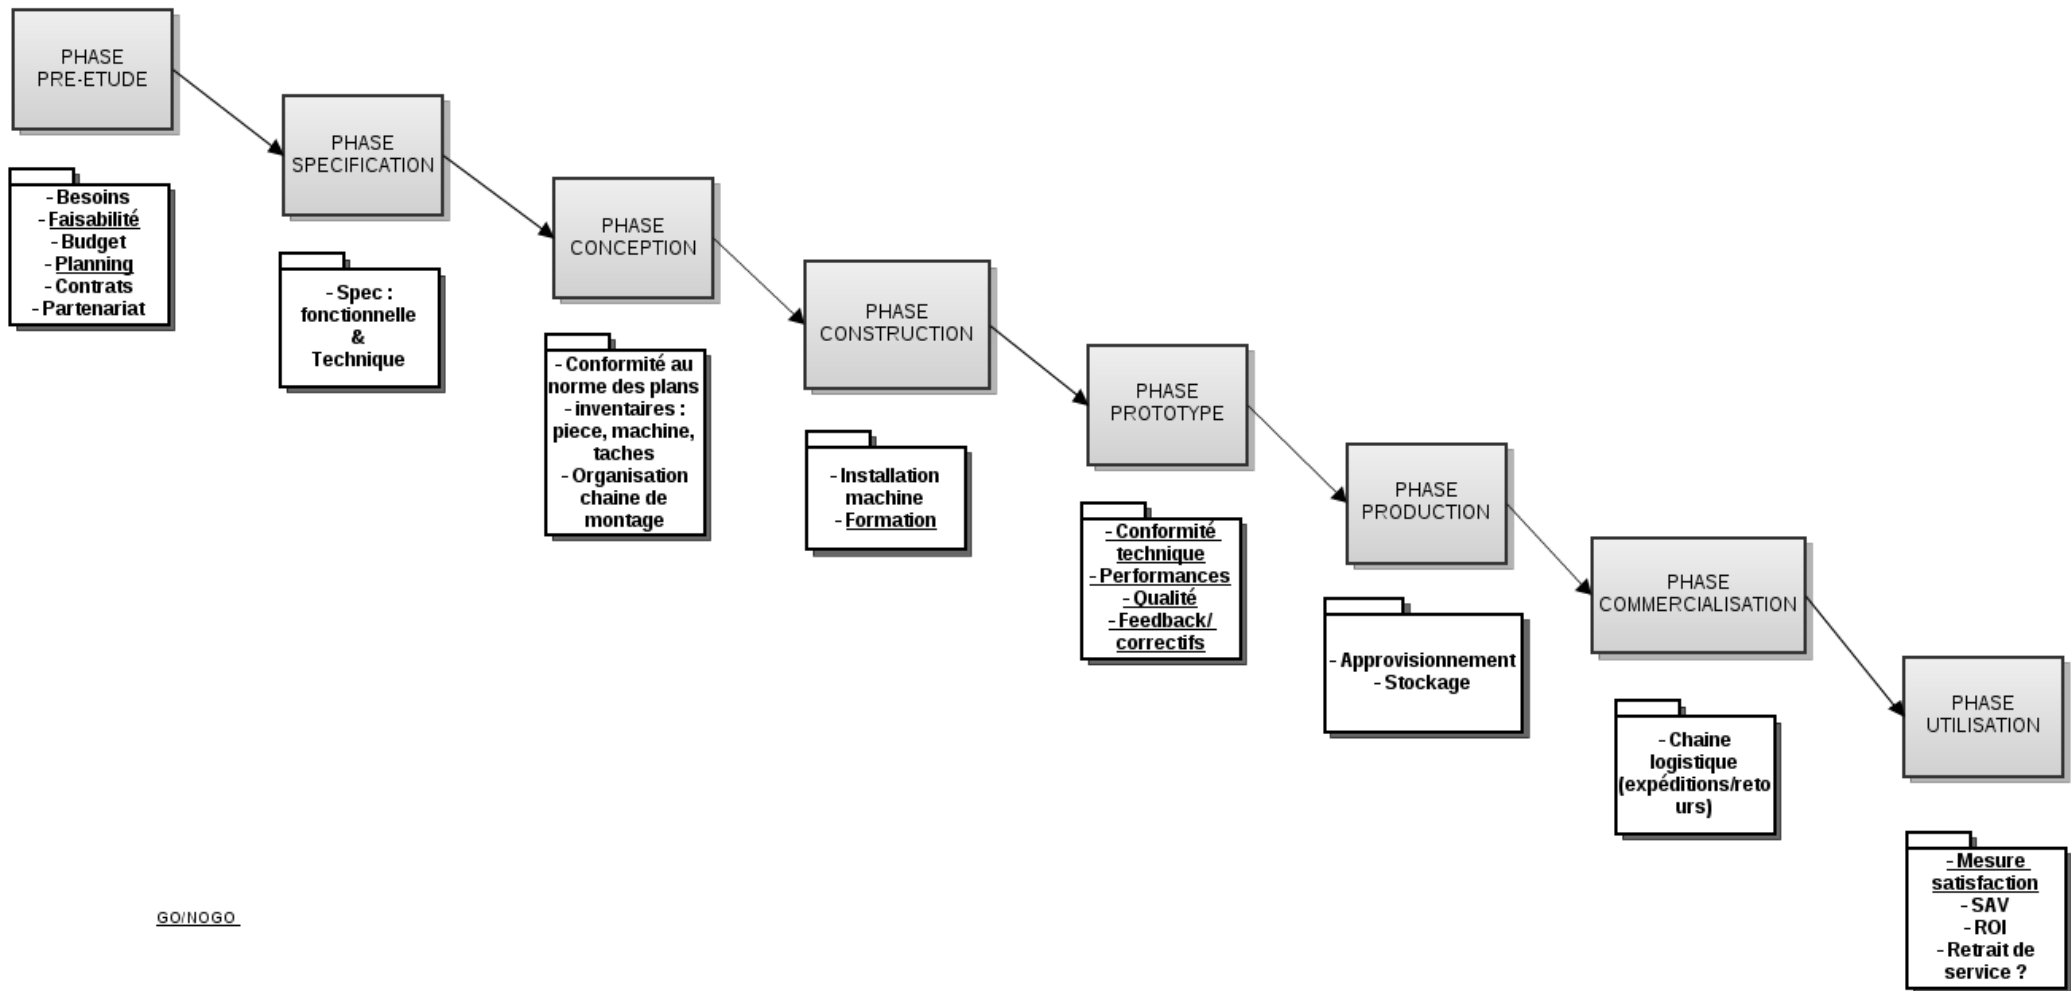 PHASE
PRE-ETUDE
- Besoins
- Faisabilité
- Budget
- Planning
- Contrats
- Partenariat
PHASE
SPECIFICATION
- Spec :
fonctionnelle
&
Technique
PHASE
CONCEPTION
- Conformité au
norme des plans
- inventaires :
piece, machine,
taches
- Organisation
chaine de
montage
PHASE
CONSTRUCTION
- Installation
machine
- Formation
PHASE
PROTOTYPE
- Conformité
technique
- Performances
- Qualité
- Feedback/
correctifs
PHASE
PRODUCTION
- Approvisionnement
- Stockage
PHASE
COMMERCIALISATION
- Chaine
logistique
(expéditions/reto
urs)
PHASE
UTILISATION
- Mesure
satisfaction
- SAV
- ROI
- Retrait de
service ?
GO/NOGO